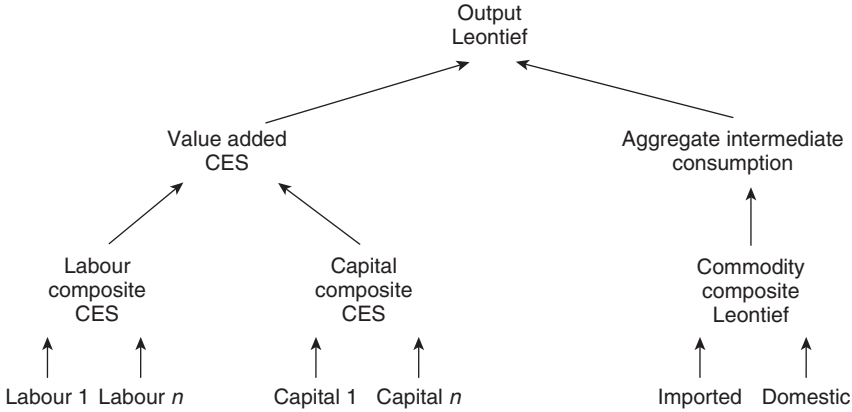 Output
Leontief
Value added
CES
Aggregate intermediate
consumption
Labour
composite
CES
Capital
composite
CES
Commodity
composite
Leontief
Labour 1 Labour n
Capital 1 Capital n
Imported Domestic